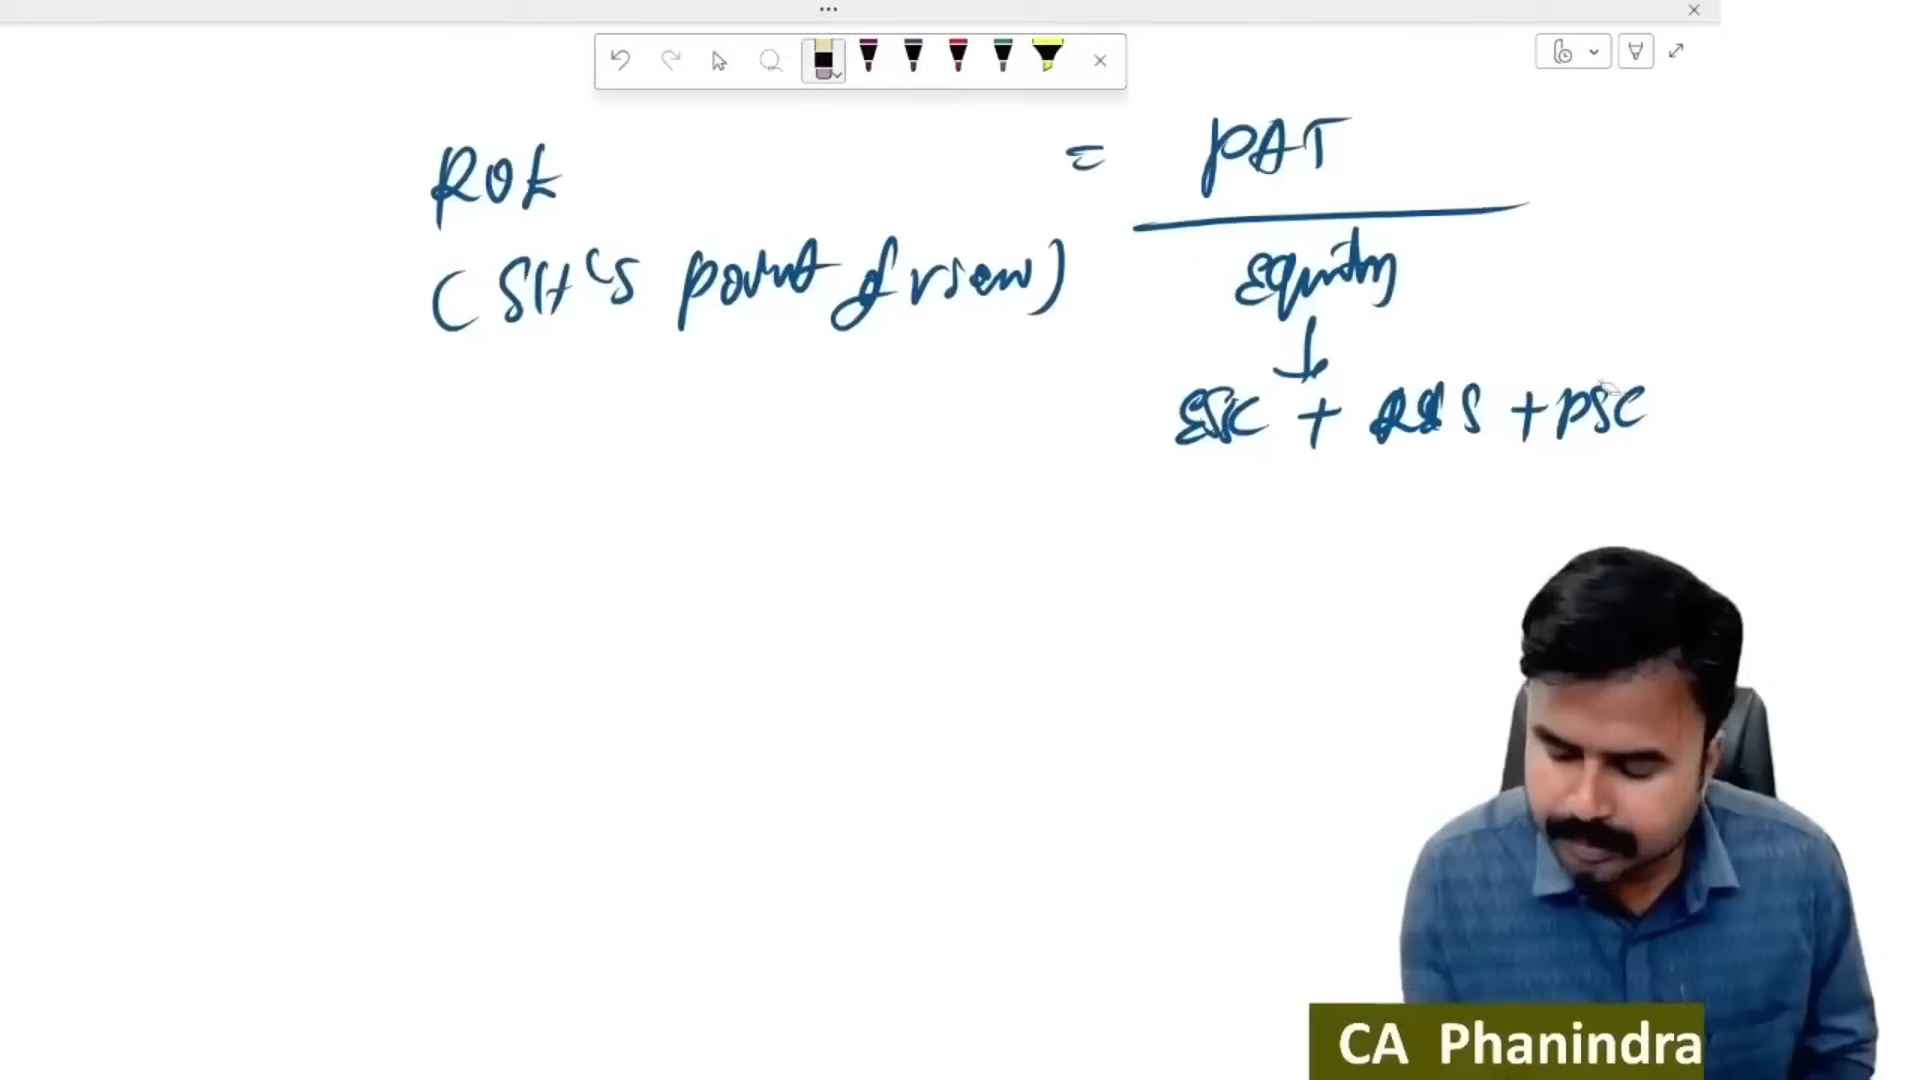 ROE = PAT
(SH's point of view) Equity
ESC + R&S + PSC
CA Phanindra